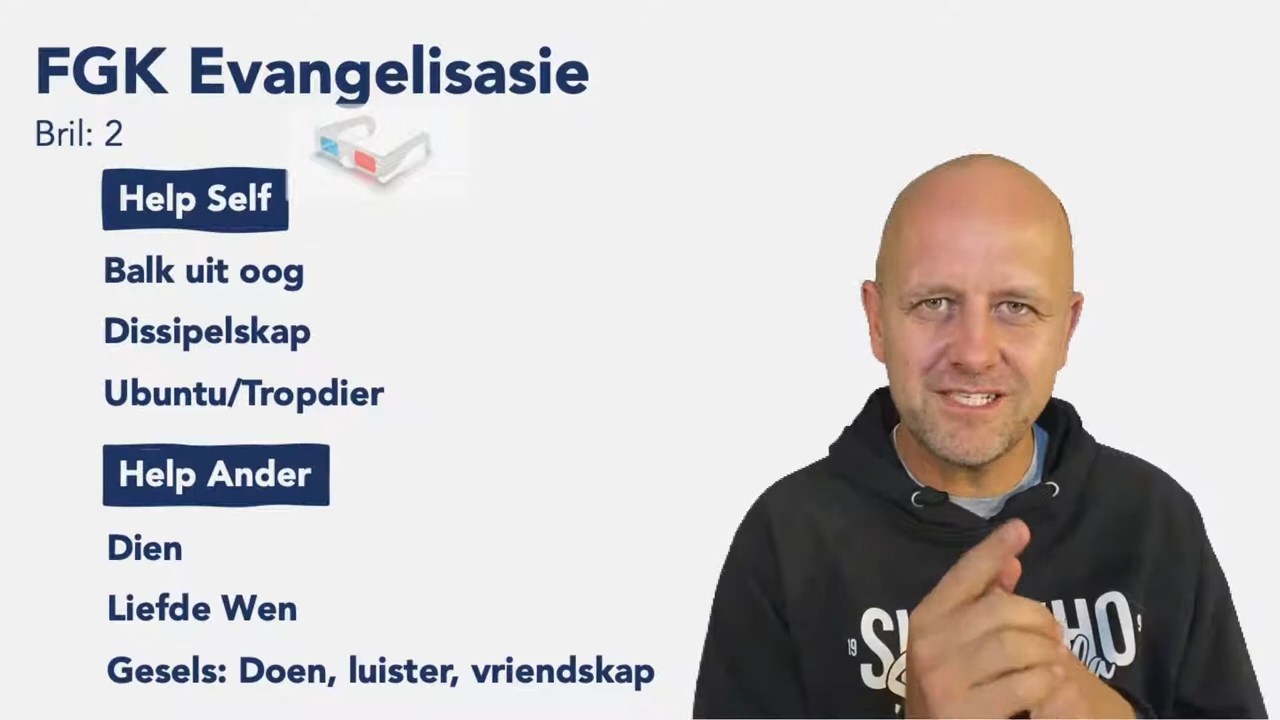 FGK Evangelisasie
Bril: 2
Help Self
Balk uit oog
Dissipelskap
Ubuntu/Tropdier
Help Ander
Dien
Liefde Wen
Gesels: Doen, luister, vriendskap
19